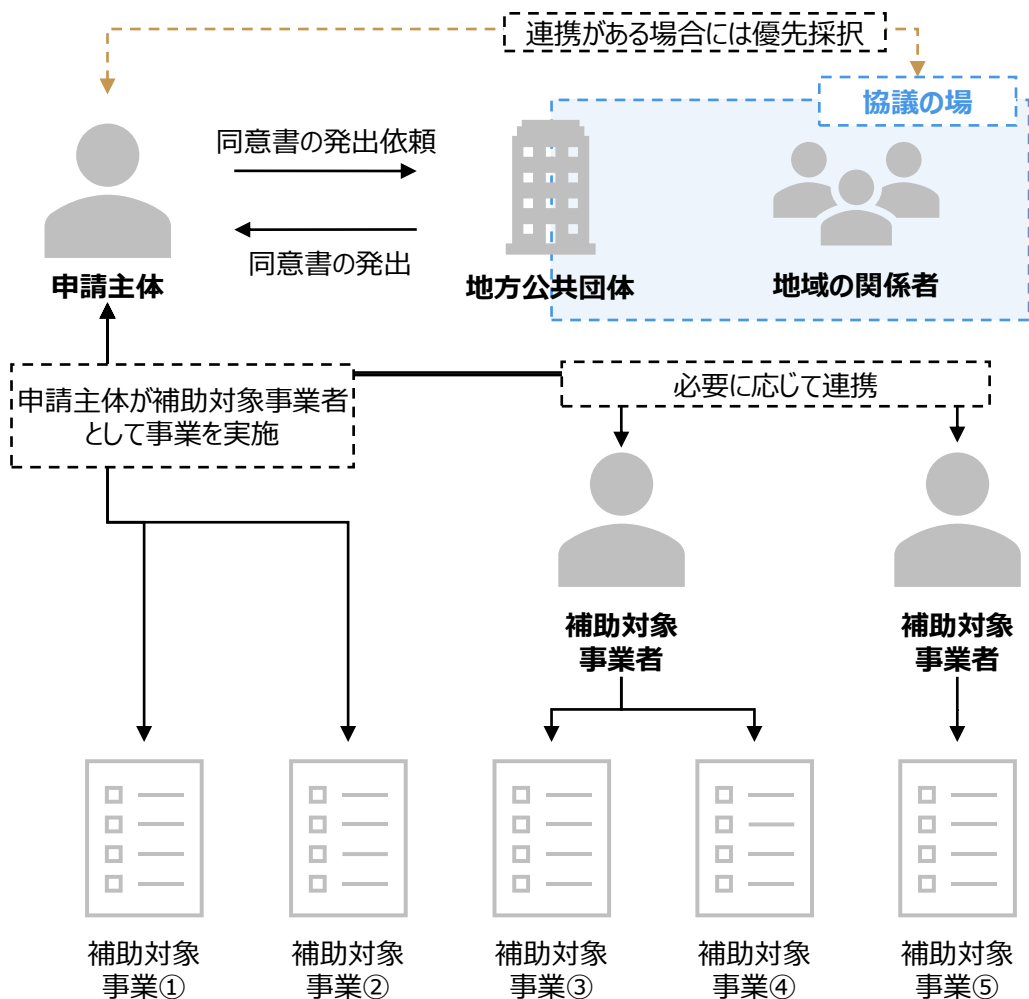 連携がある場合には優先採択
協議の場
同意書の発出依頼
同意書の発出
申請主体
地方公共団体
地域の関係者
申請主体が補助対象事業者
として事業を実施
必要に応じて連携
補助対象
事業者
補助対象
事業者
補助対象
事業①
補助対象
事業②
補助対象
事業③
補助対象
事業④
補助対象
事業⑤